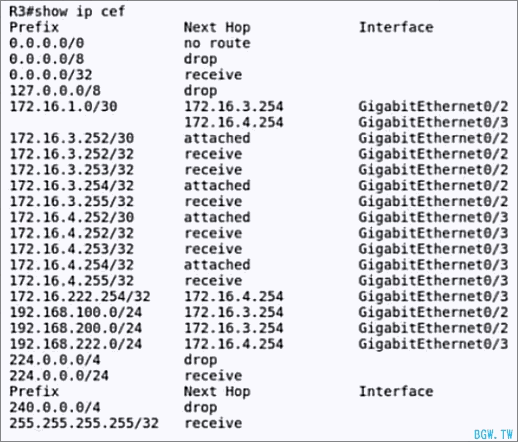 R3#show ip cef
Prefix Next Hop Interface
0.0.0.0/0 no route
0.0.0.0/8 drop
0.0.0.0/32 receive
127.0.0.0/8 drop
172.16.1.0/30 172.16.3.254 GigabitEthernet0/2
172.16.4.254 GigabitEthernet0/3
172.16.3.252/30 attached GigabitEthernet0/2
172.16.3.252/32 receive GigabitEthernet0/2
172.16.3.253/32 receive GigabitEthernet0/2
172.16.3.254/32 attached GigabitEthernet0/2
172.16.3.255/32 receive GigabitEthernet0/2
172.16.4.252/30 attached GigabitEthernet0/3
172.16.4.252/32 receive GigabitEthernet0/3
172.16.4.253/32 receive GigabitEthernet0/3
172.16.4.254/32 attached GigabitEthernet0/3
172.16.4.255/32 receive GigabitEthernet0/3
172.16.222.254/32 172.16.4.254 GigabitEthernet0/3
192.168.100.0/24 172.16.3.254 GigabitEthernet0/2
192.168.200.0/24 172.16.3.254 GigabitEthernet0/2
192.168.222.0/24 172.16.4.254 GigabitEthernet0/3
224.0.0.0/4 drop
224.0.0.0/24 receive
Prefix Next Hop Interface
240.0.0.0/4 drop
255.255.255.255/32 receive
BGW.TW